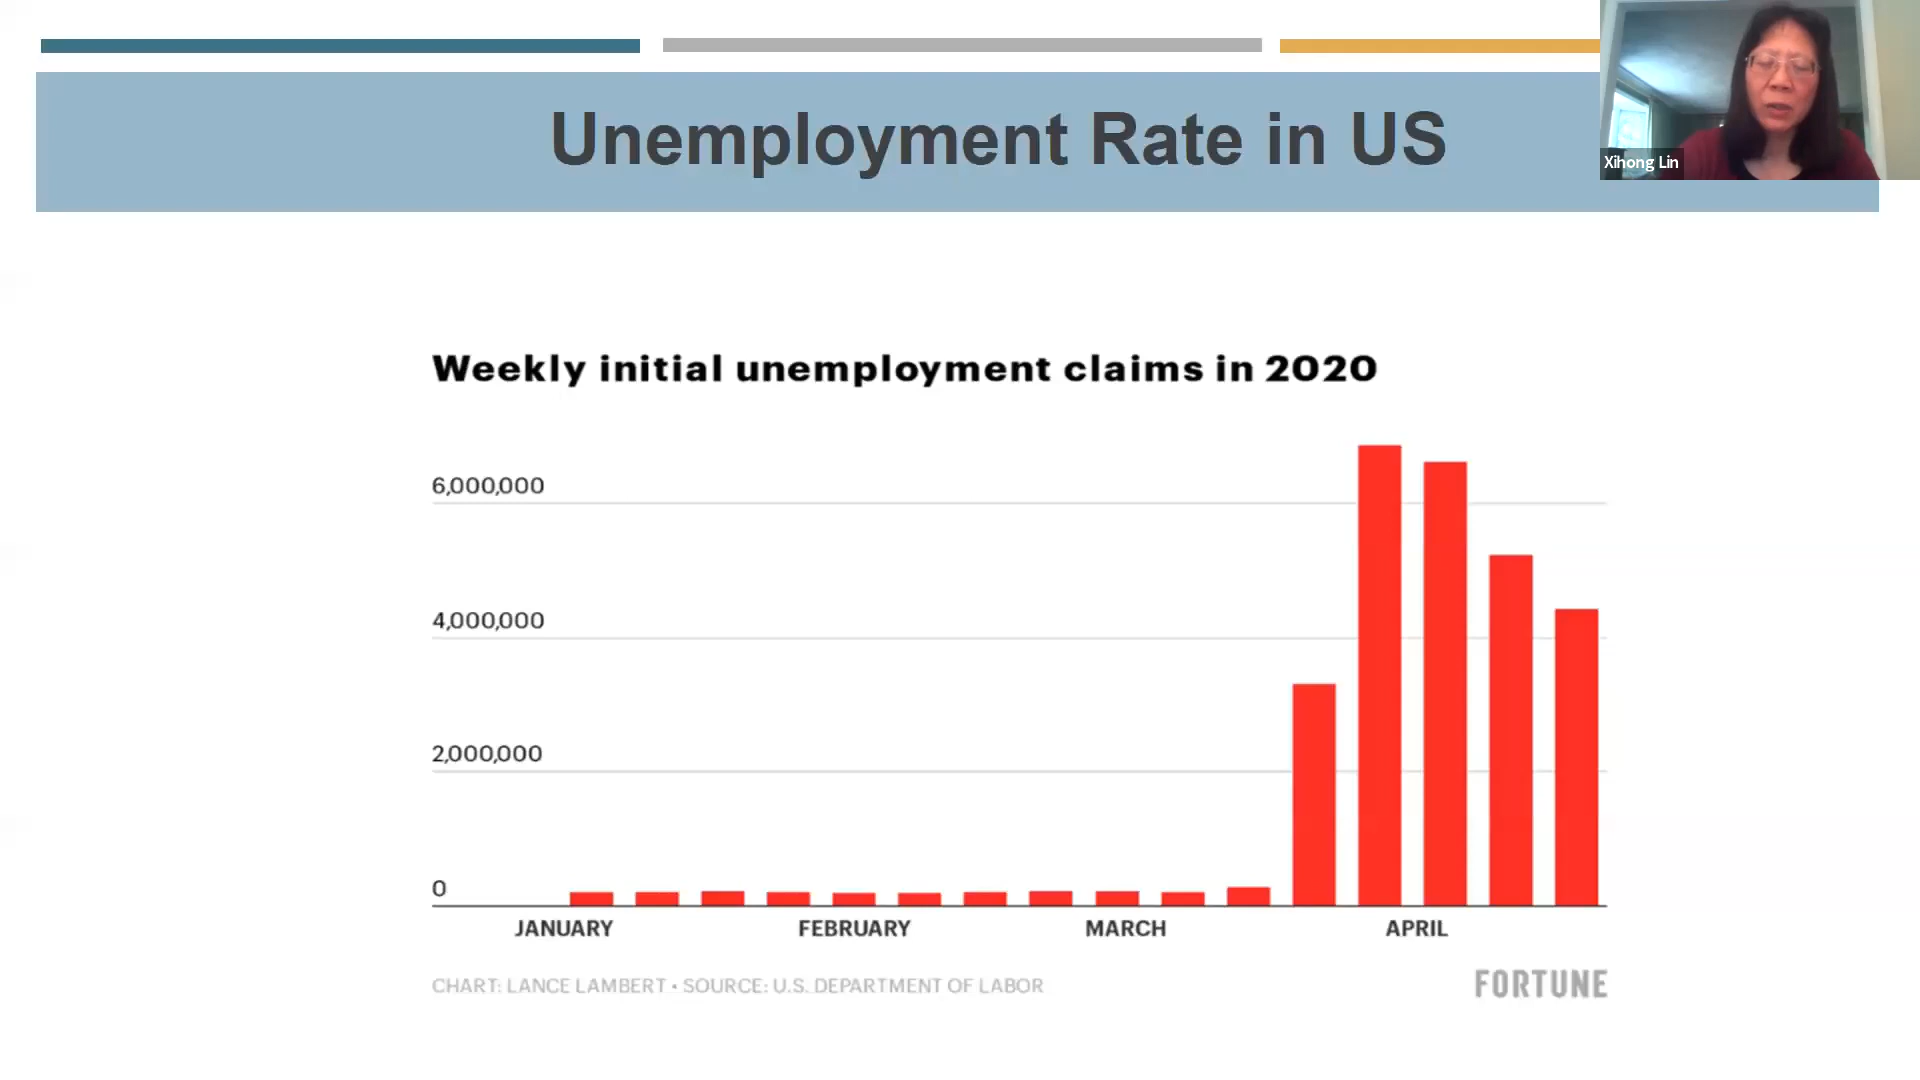 Unemployment Rate in US
Xihong Lin
Weekly initial unemployment claims in 2020
6,000,000
4,000,000
2,000,000
0
JANUARY FEBRUARY MARCH APRIL
CHART: LANCE LAMBERT • SOURCE: U.S. DEPARTMENT OF LABOR
FORTUNE